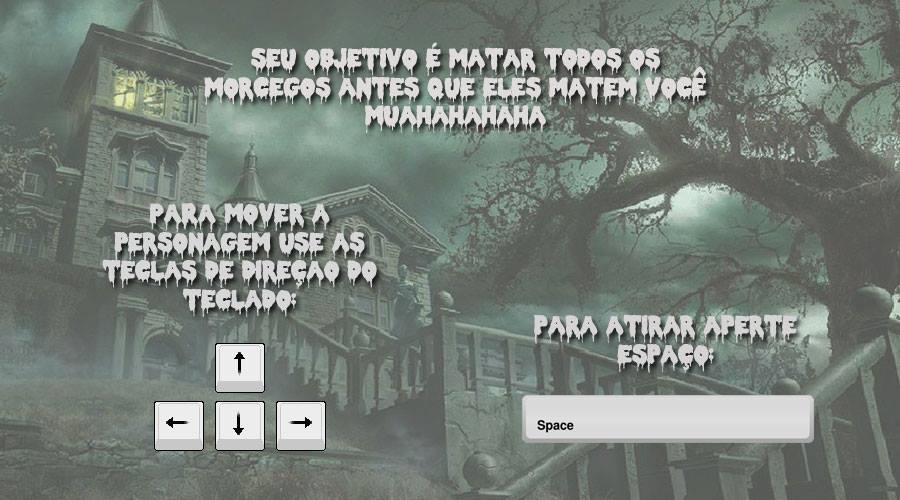 SEU OBJETIVO É MATAR TODOS OS
MORCEGOS ANTES QUE ELES MATEM VOCÊ
MUAHAHAHAHA
PARA MOVER A
PERSONAGEM USE AS
TECLAS DE DIREÇAO DO
TECLADO:
PARA ATIRAR APERTE
ESPAÇO:
Space